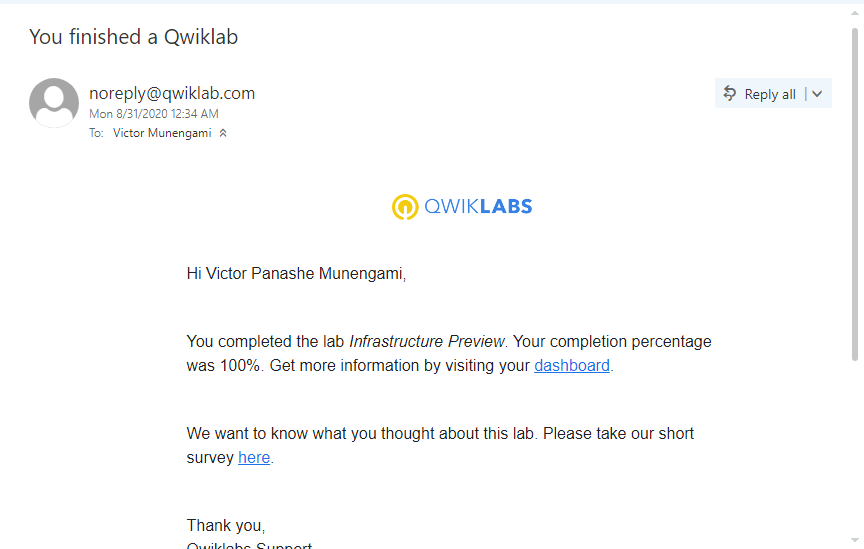 You finished a Qwiklab
noreply@qwiklab.com
Mon 8/31/2020 12:34 AM
To: Victor Munengami
Reply all
QWIKLABS
Hi Victor Panashe Munengami,
You completed the lab Infrastructure Preview. Your completion percentage
was 100%. Get more information by visiting your dashboard.
We want to know what you thought about this lab. Please take our short
survey here.
Thank you,
Qwiklabs Support